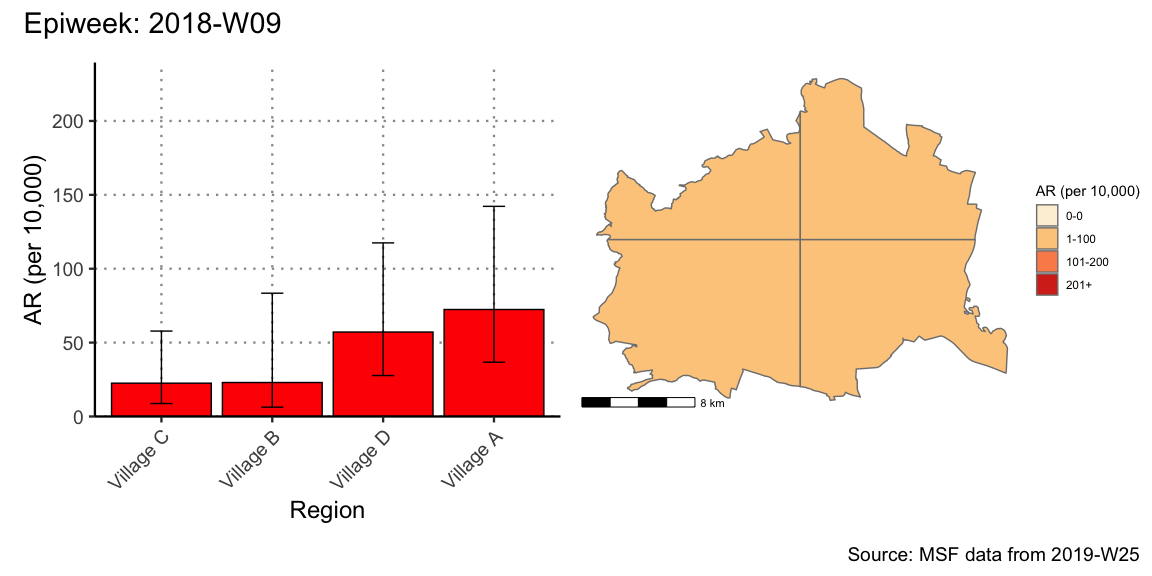 Epiweek: 2018-W09
AR (per 10,000)
200
150
100
50
0
Village C
Village B
Village D
Village A
Region
8 km
AR (per 10,000)
0-0
1-100
101-200
201+
Source: MSF data from 2019-W25